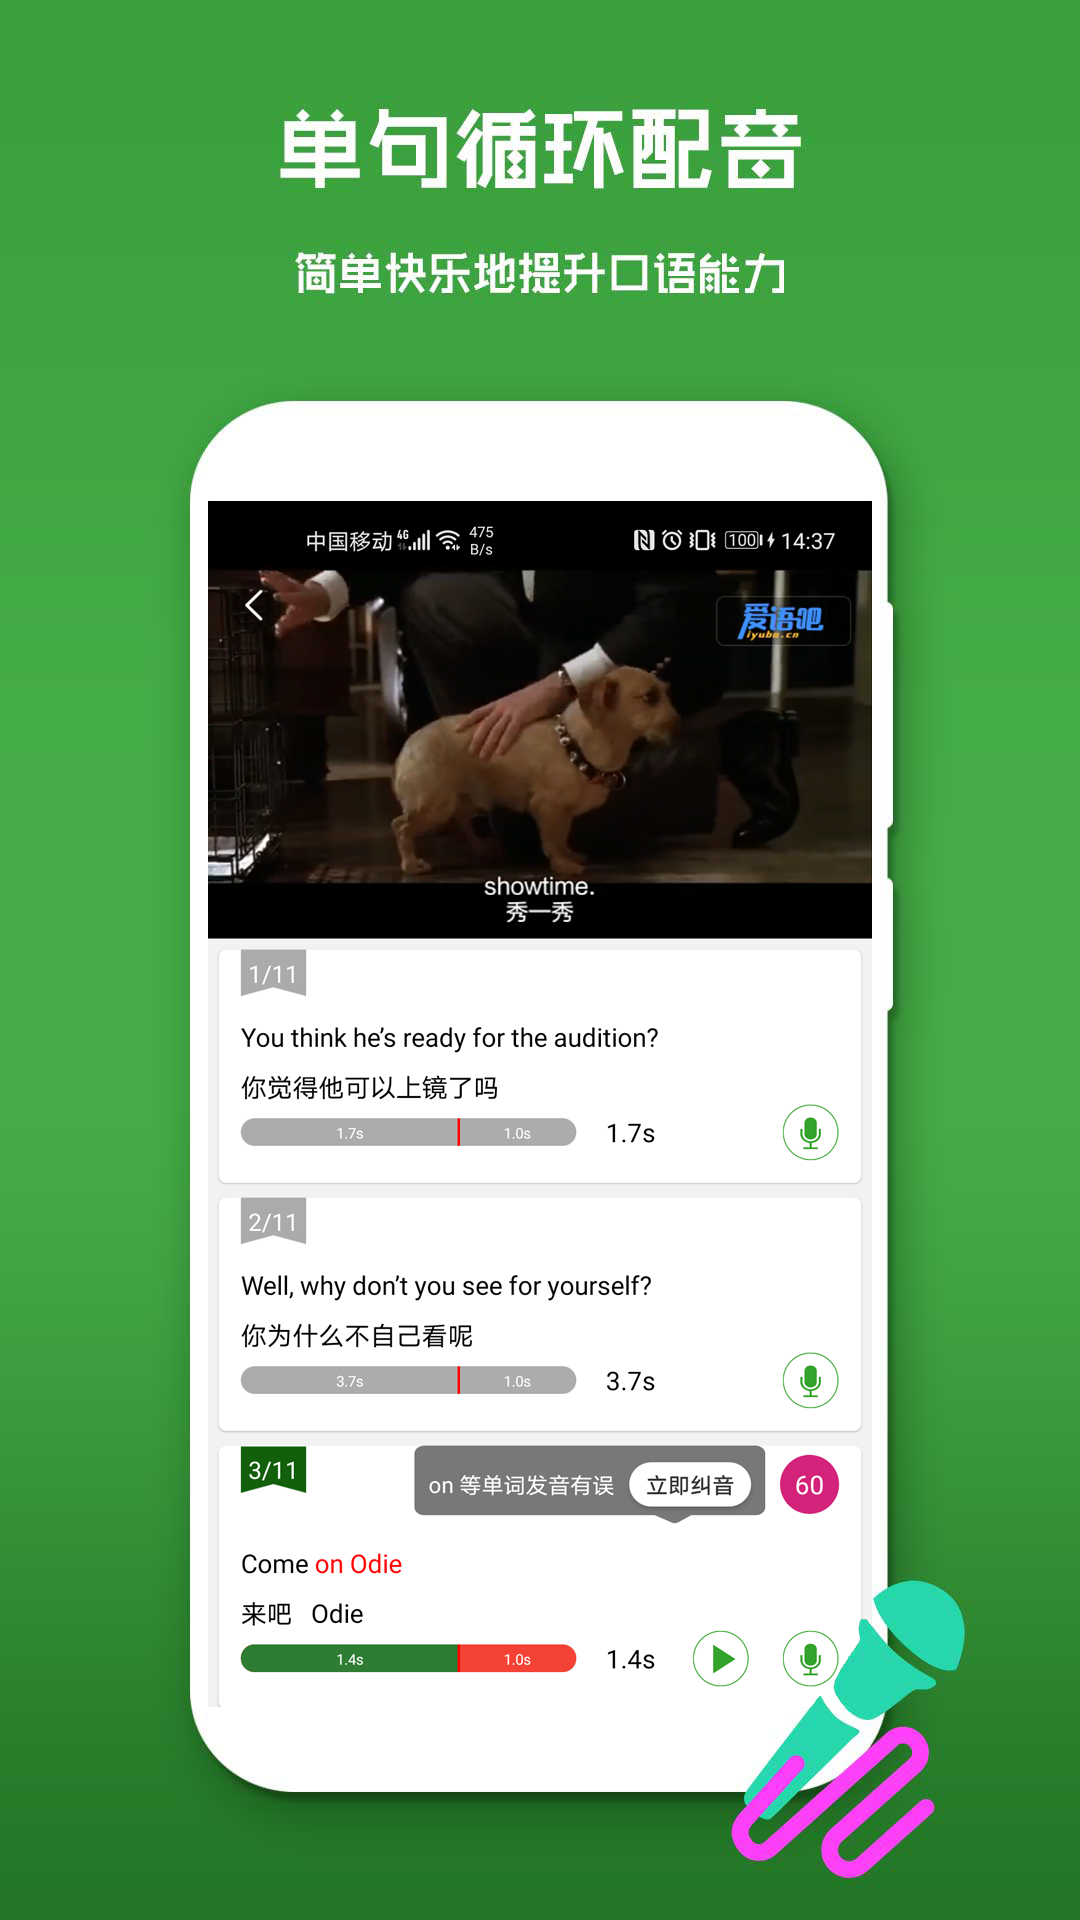 单句循环配音
简单快乐地提升口语能力
中国移动 4G 475 B/s 100 14:37
爱语吧
iyuba.cn
showtime.
秀一秀
1/11
You think he's ready for the audition?
你觉得他可以上镜了吗
1.7s 1.0s 1.7s
2/11
Well, why don't you see for yourself?
你为什么不自己看呢
3.7s 1.0s 3.7s
3/11 on 等单词发音有误 立即纠音 60
Come on Odie
来吧 Odie
1.4s 1.0s 1.4s